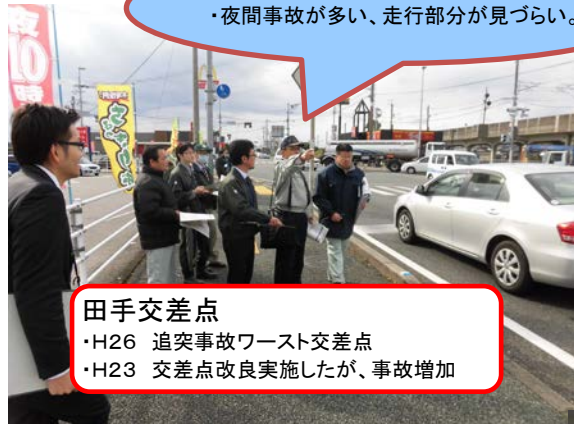 ・夜間事故が多い、走行部分が見づらい。
田手交差点
・H26　追突事故ワースト交差点
・H23　交差点改良実施したが、事故増加